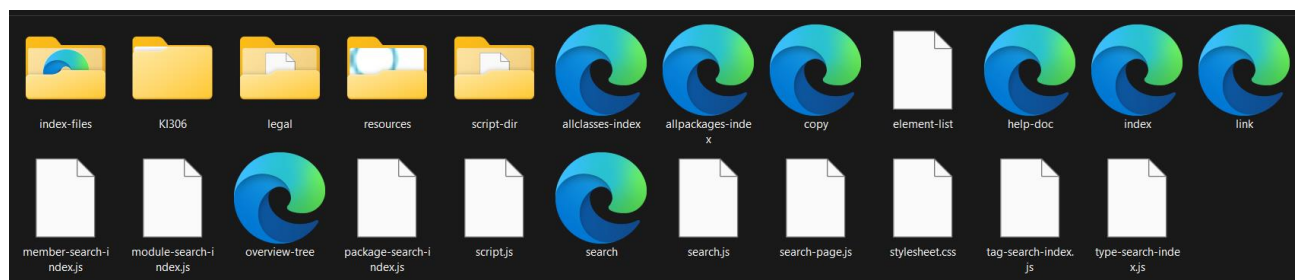 index-files KI306 legal resources script-dir allclasses-index allpackages-inde copy element-list help-doc index link
x
member-search-i module-search-i overview-tree package-search-i script.js search search.js search-page.js stylesheet.css tag-search-index. type-search-inde
ndex.js ndex.js ndex.js js x.js